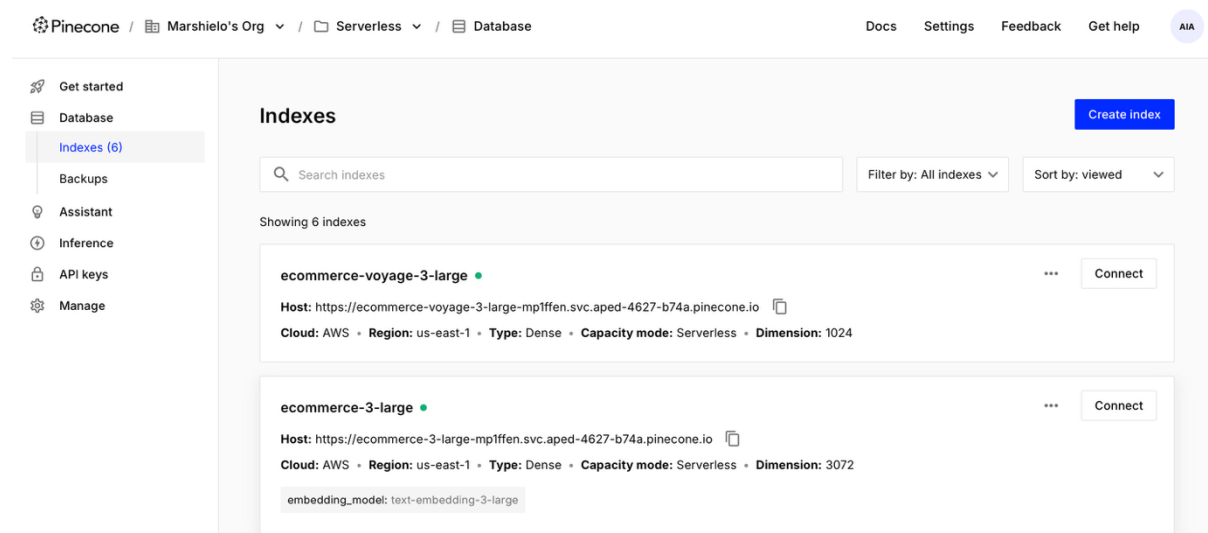 Pinecone / Marshielo's Org / Serverless / Database
Docs Settings Feedback Get help AIA
Get started
Database
Indexes (6)
Backups
Assistant
Inference
API keys
Manage
Indexes
Create index
Search indexes
Filter by: All indexes
Sort by: viewed
Showing 6 indexes
ecommerce-voyage-3-large
Connect
Host: https://ecommerce-voyage-3-large-mp1ffen.svc.aped-4627-b74a.pinecone.io
Cloud: AWS • Region: us-east-1 • Type: Dense • Capacity mode: Serverless • Dimension: 1024
ecommerce-3-large
Connect
Host: https://ecommerce-3-large-mp1ffen.svc.aped-4627-b74a.pinecone.io
Cloud: AWS • Region: us-east-1 • Type: Dense • Capacity mode: Serverless • Dimension: 3072
embedding_model: text-embedding-3-large